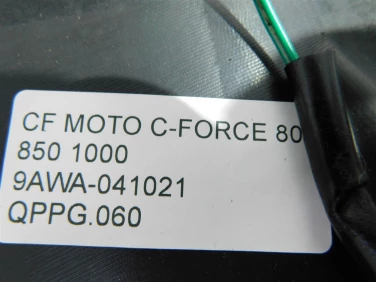 CF MOTO C-FORCE 80
850 1000
9AWA-041021
QPPG.060